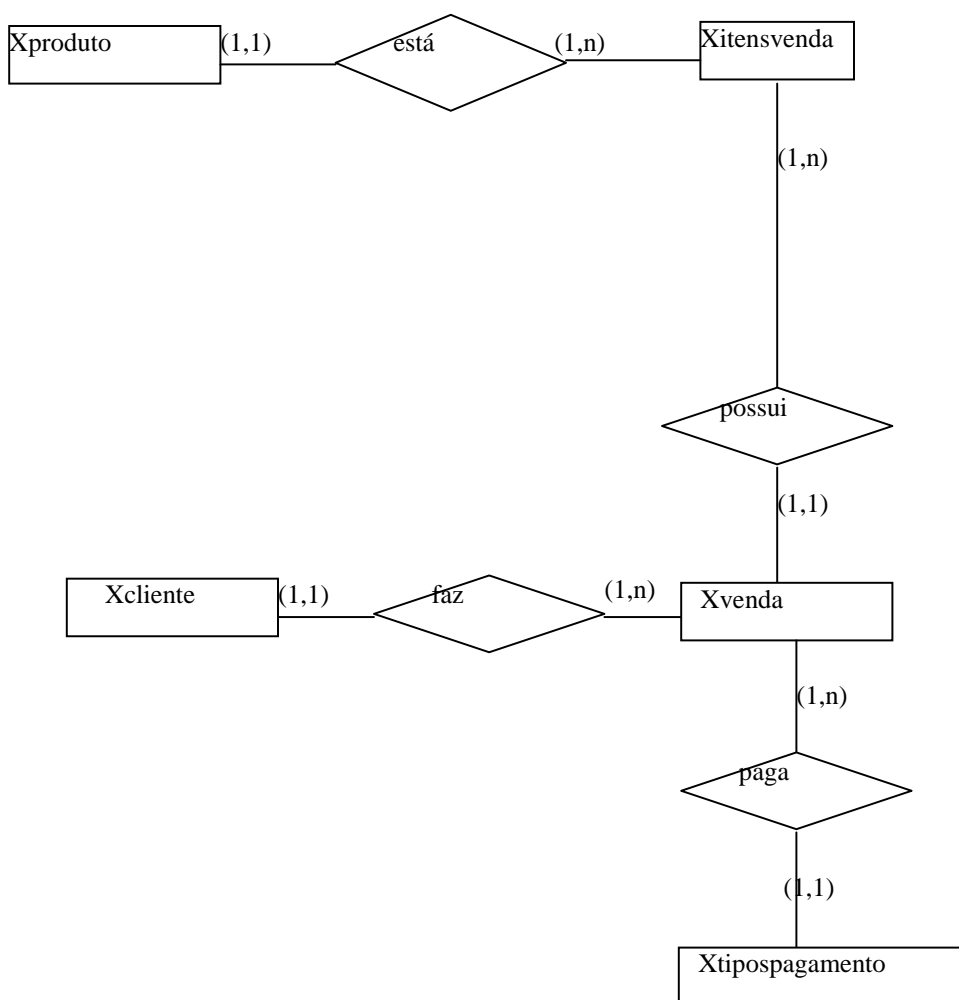 Xproduto (1,1) está (1,n) Xitensvenda
(1,n)
possui
(1,1)
Xcliente (1,1) faz (1,n) Xvenda
(1,n)
paga
(1,1)
Xtipospagamento